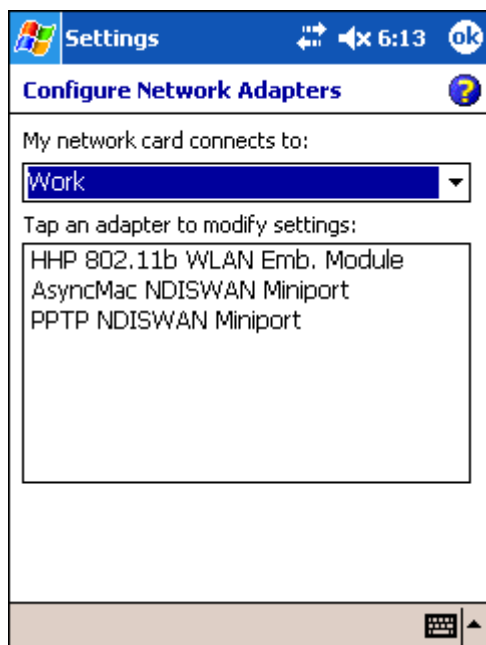 Settings 6:13 ok
Configure Network Adapters ?
My network card connects to:
Work
Tap an adapter to modify settings:
HHP 802.11b WLAN Emb. Module
AsyncMac NDISWAN Miniport
PPTP NDISWAN Miniport